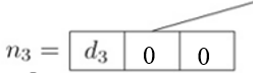 n₃ = d₃ 0 0